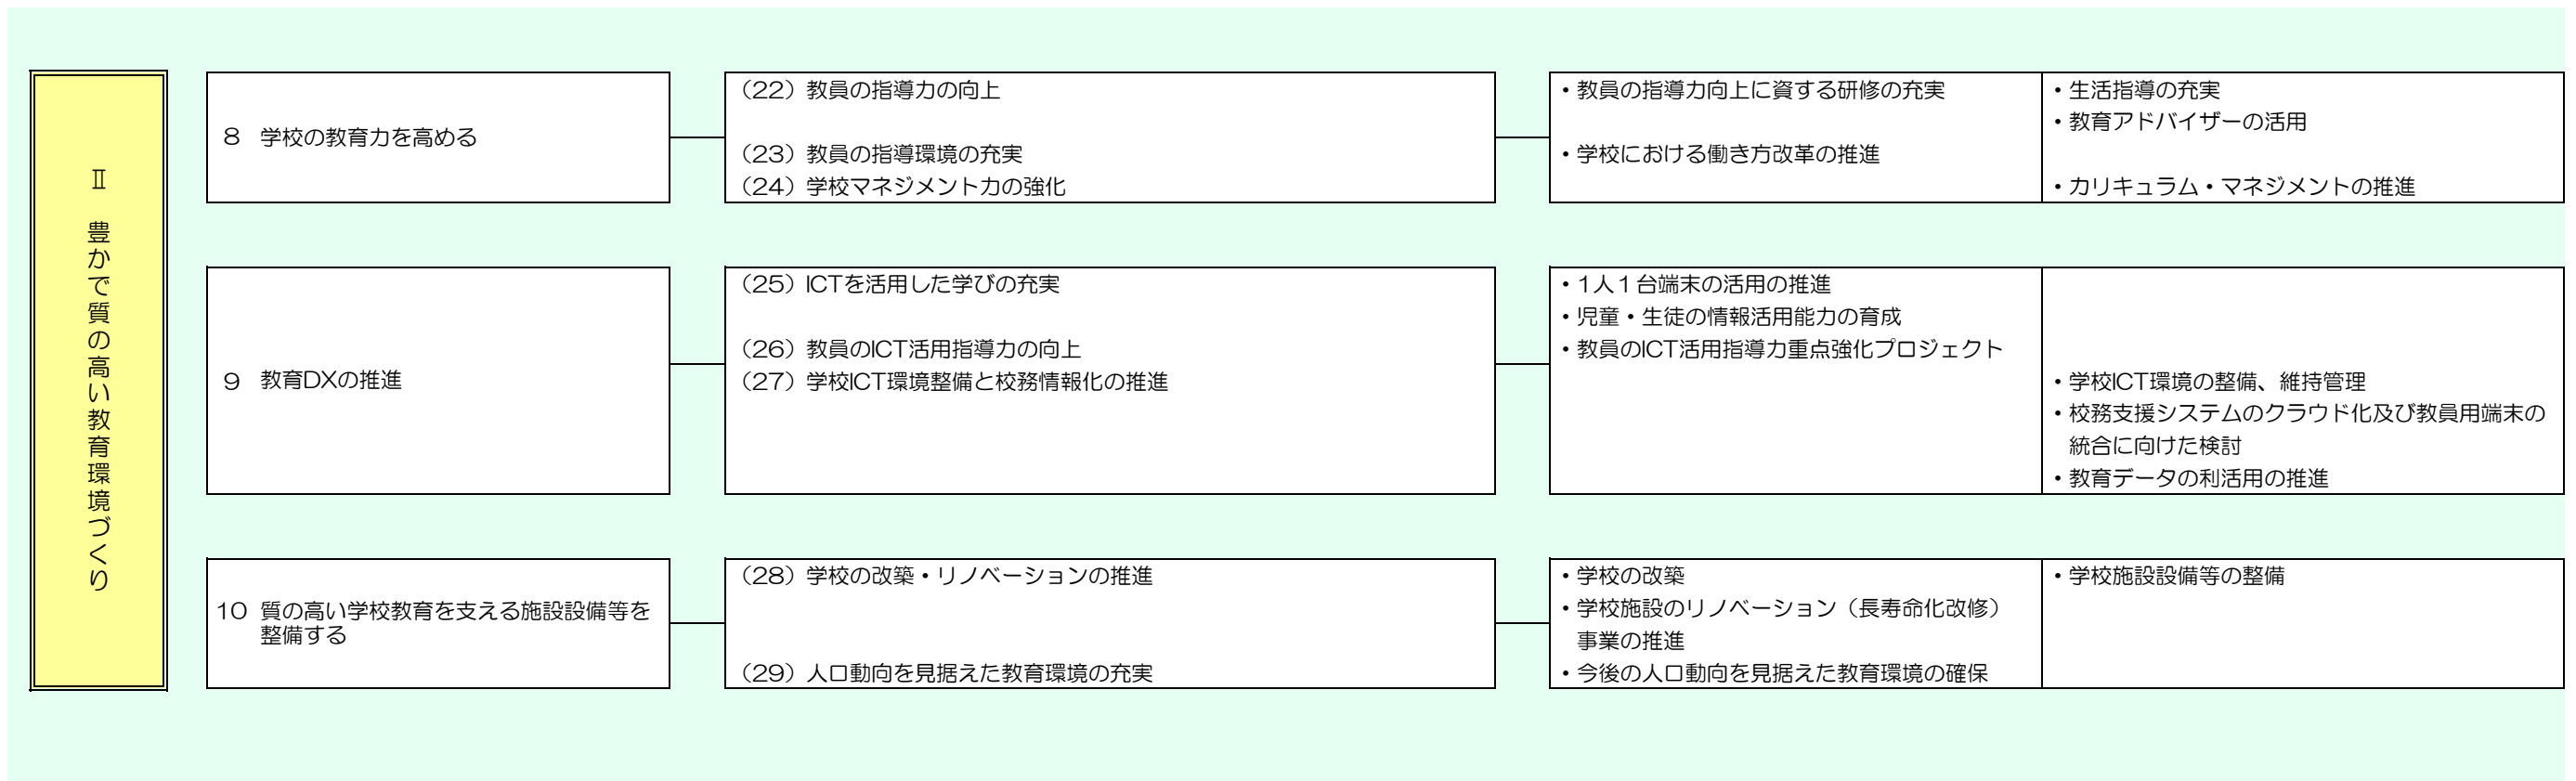 Ⅱ 豊かで質の高い教育環境づくり
8 学校の教育力を高める
（22）教員の指導力の向上
（23）教員の指導環境の充実
（24）学校マネジメント力の強化
・教員の指導力向上に資する研修の充実
・学校における働き方改革の推進
・生活指導の充実
・教育アドバイザーの活用
・カリキュラム・マネジメントの推進
9 教育DXの推進
（25）ICTを活用した学びの充実
（26）教員のICT活用指導力の向上
（27）学校ICT環境整備と校務情報化の推進
・1人１台端末の活用の推進
・児童・生徒の情報活用能力の育成
・教員のICT活用指導力重点強化プロジェクト
・学校ICT環境の整備、維持管理
・校務支援システムのクラウド化及び教員用端末の
統合に向けた検討
・教育データの利活用の推進
10 質の高い学校教育を支える施設設備等を
整備する
（28）学校の改築・リノベーションの推進
（29）人口動向を見据えた教育環境の充実
・学校の改築
・学校施設のリノベーション（長寿命化改修）
事業の推進
・今後の人口動向を見据えた教育環境の確保
・学校施設設備等の整備